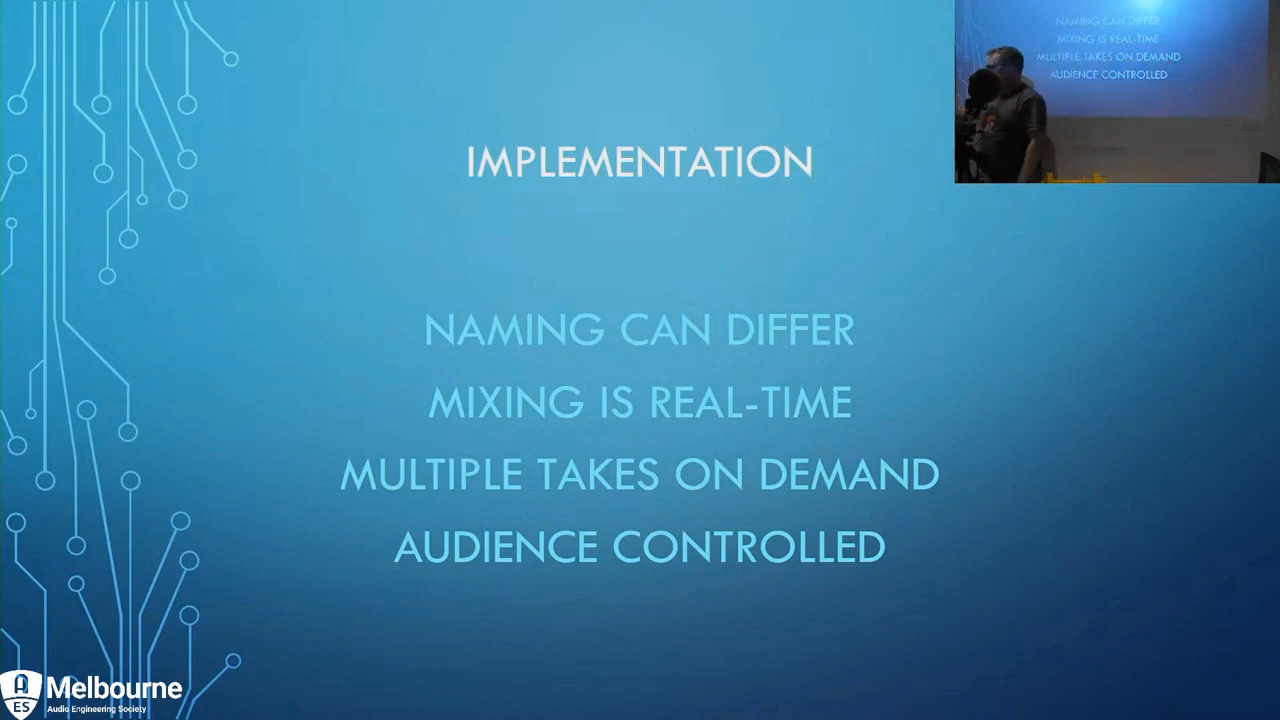 IMPLEMENTATION
NAMING CAN DIFFER
MIXING IS REAL-TIME
MULTIPLE TAKES ON DEMAND
AUDIENCE CONTROLLED
NAMING CAN DIFFER
MIXING IS REAL-TIME
MULTIPLE TAKES ON DEMAND
AUDIENCE CONTROLLED
AES
Melbourne
Audio Engineering Society